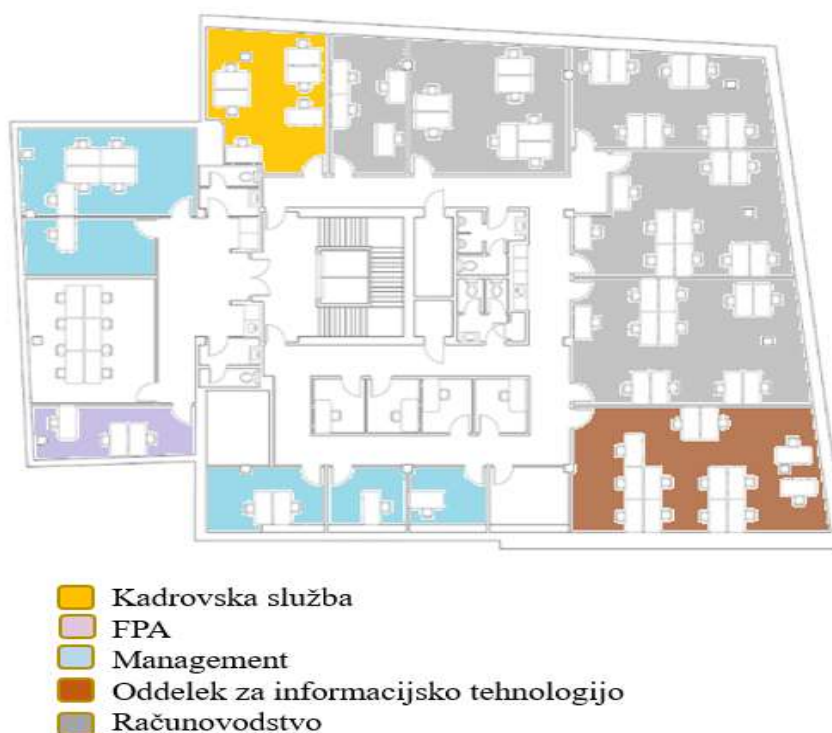 Kadrovska služba
FPA
Management
Oddelek za informacijsko tehnologijo
Računovodstvo